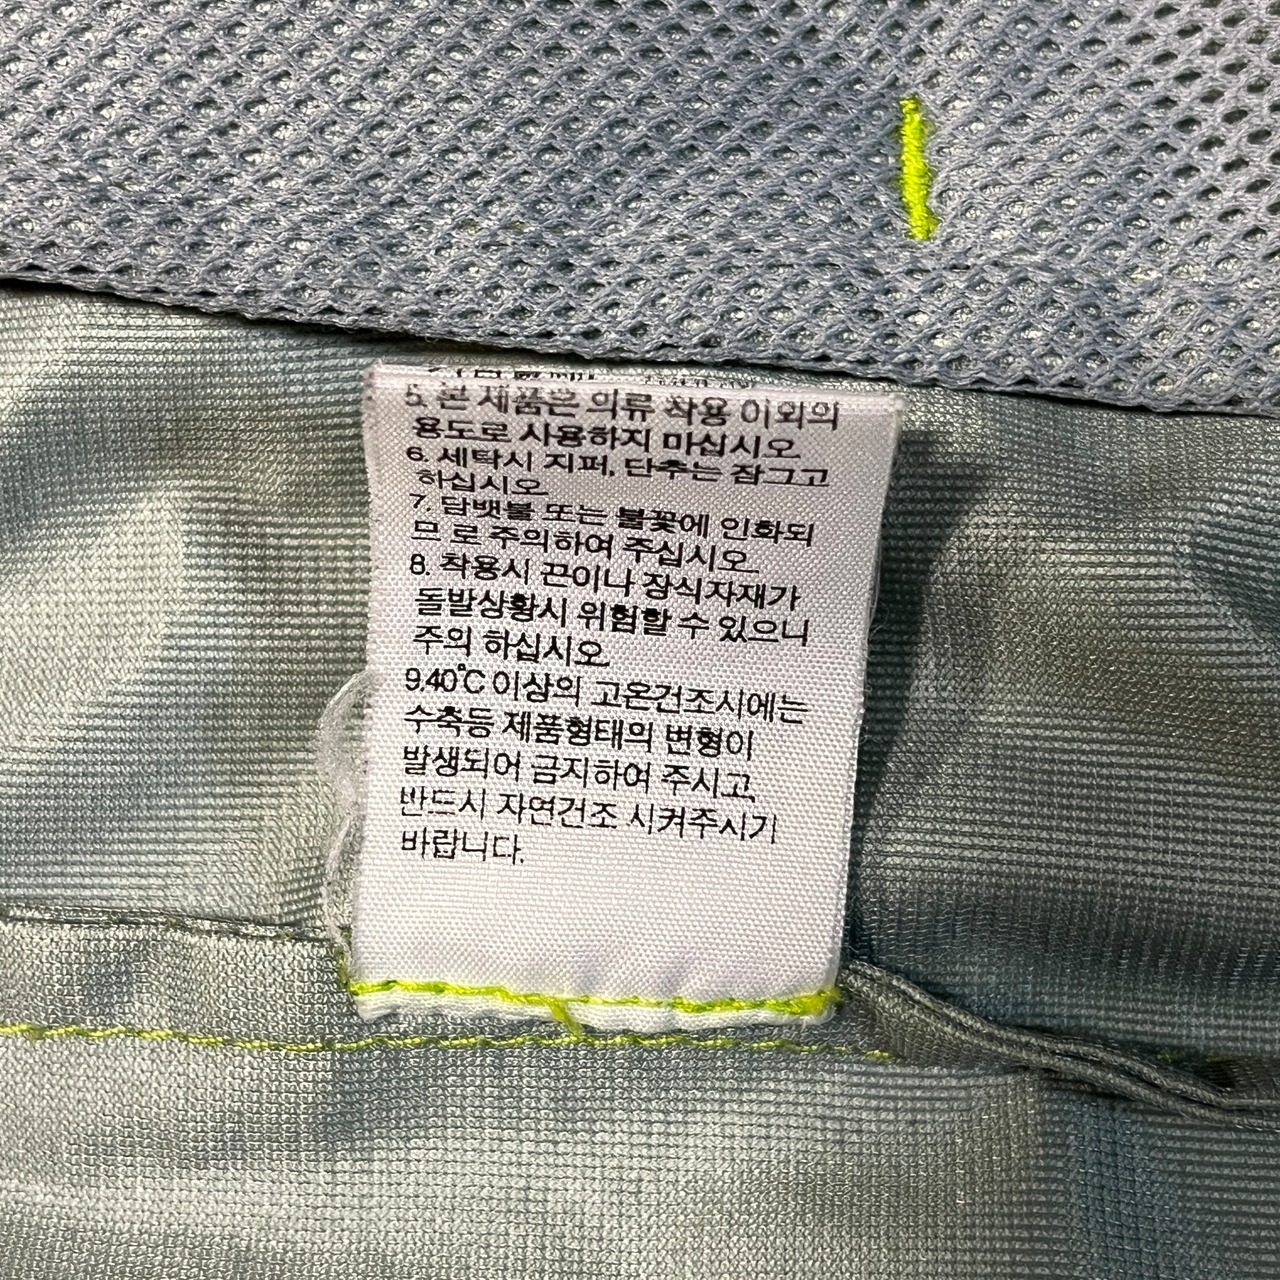 5. 본 제품은 의류 착용 이외의
용도로 사용하지 마십시오.
6. 세탁시 지퍼, 단추는 잠그고
하십시오.
7. 담뱃불 또는 불꽃에 인화되
므 로 주의하여 주십시오.
8. 착용시 끈이나 장식자재가
돌발상황시 위험할 수 있으니
주의 하십시오.
9.40°C 이상의 고온건조시에는
수축등 제품형태의 변형이
발생되어 금지하여 주시고,
반드시 자연건조 시켜주시기
바랍니다.